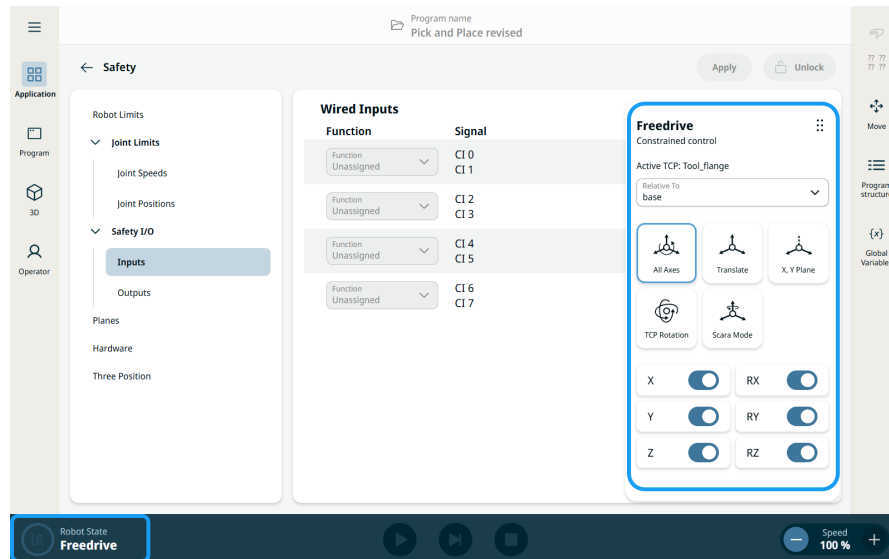 Program name
Pick and Place revised
Safety
Apply
Unlock
Application
Program
3D
Operator
Robot Limits
Joint Limits
Joint Speeds
Joint Positions
Safety I/O
Inputs
Outputs
Planes
Hardware
Three Position
Wired Inputs
Function Signal
Function
Unassigned
CI 0
CI 1
Function
Unassigned
CI 2
CI 3
Function
Unassigned
CI 4
CI 5
Function
Unassigned
CI 6
CI 7
Freedrive
Constrained control
Active TCP: Tool_flange
Relative To
base
All Axes
Translate
X, Y Plane
TCP Rotation
Scara Mode
X
RX
Y
RY
Z
RZ
?? ??
?? ??
Move
Program
structure
{x}
Global
Variable
Robot State
Freedrive
Speed
100 %